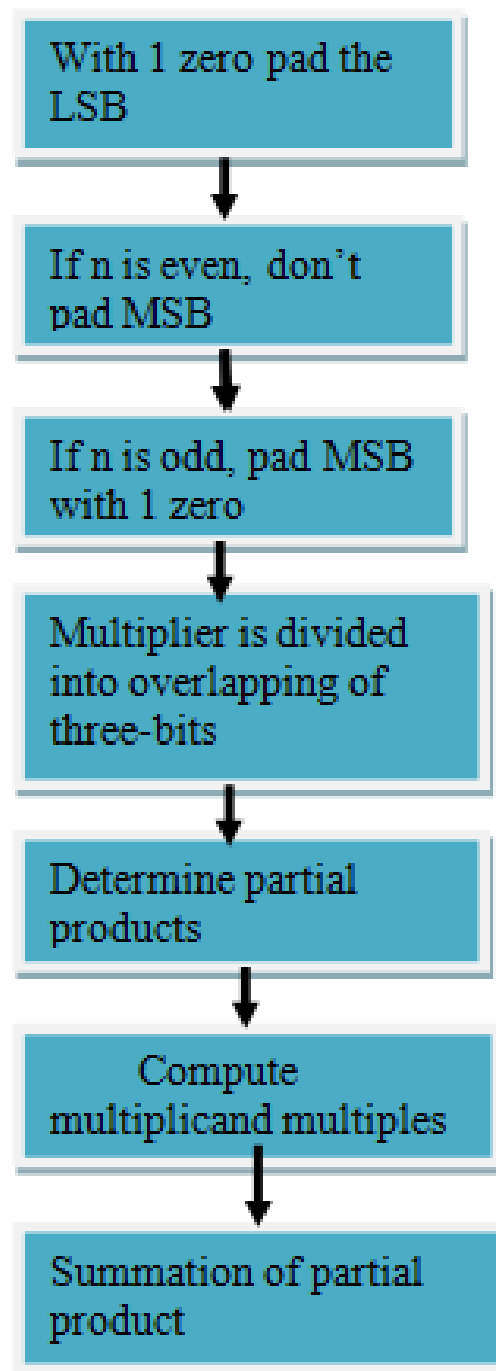 With 1 zero pad the
LSB
If n is even, don't
pad MSB
If n is odd, pad MSB
with 1 zero
Multiplier is divided
into overlapping of
three-bits
Determine partial
products
Compute
multiplicand multiples
Summation of partial
product